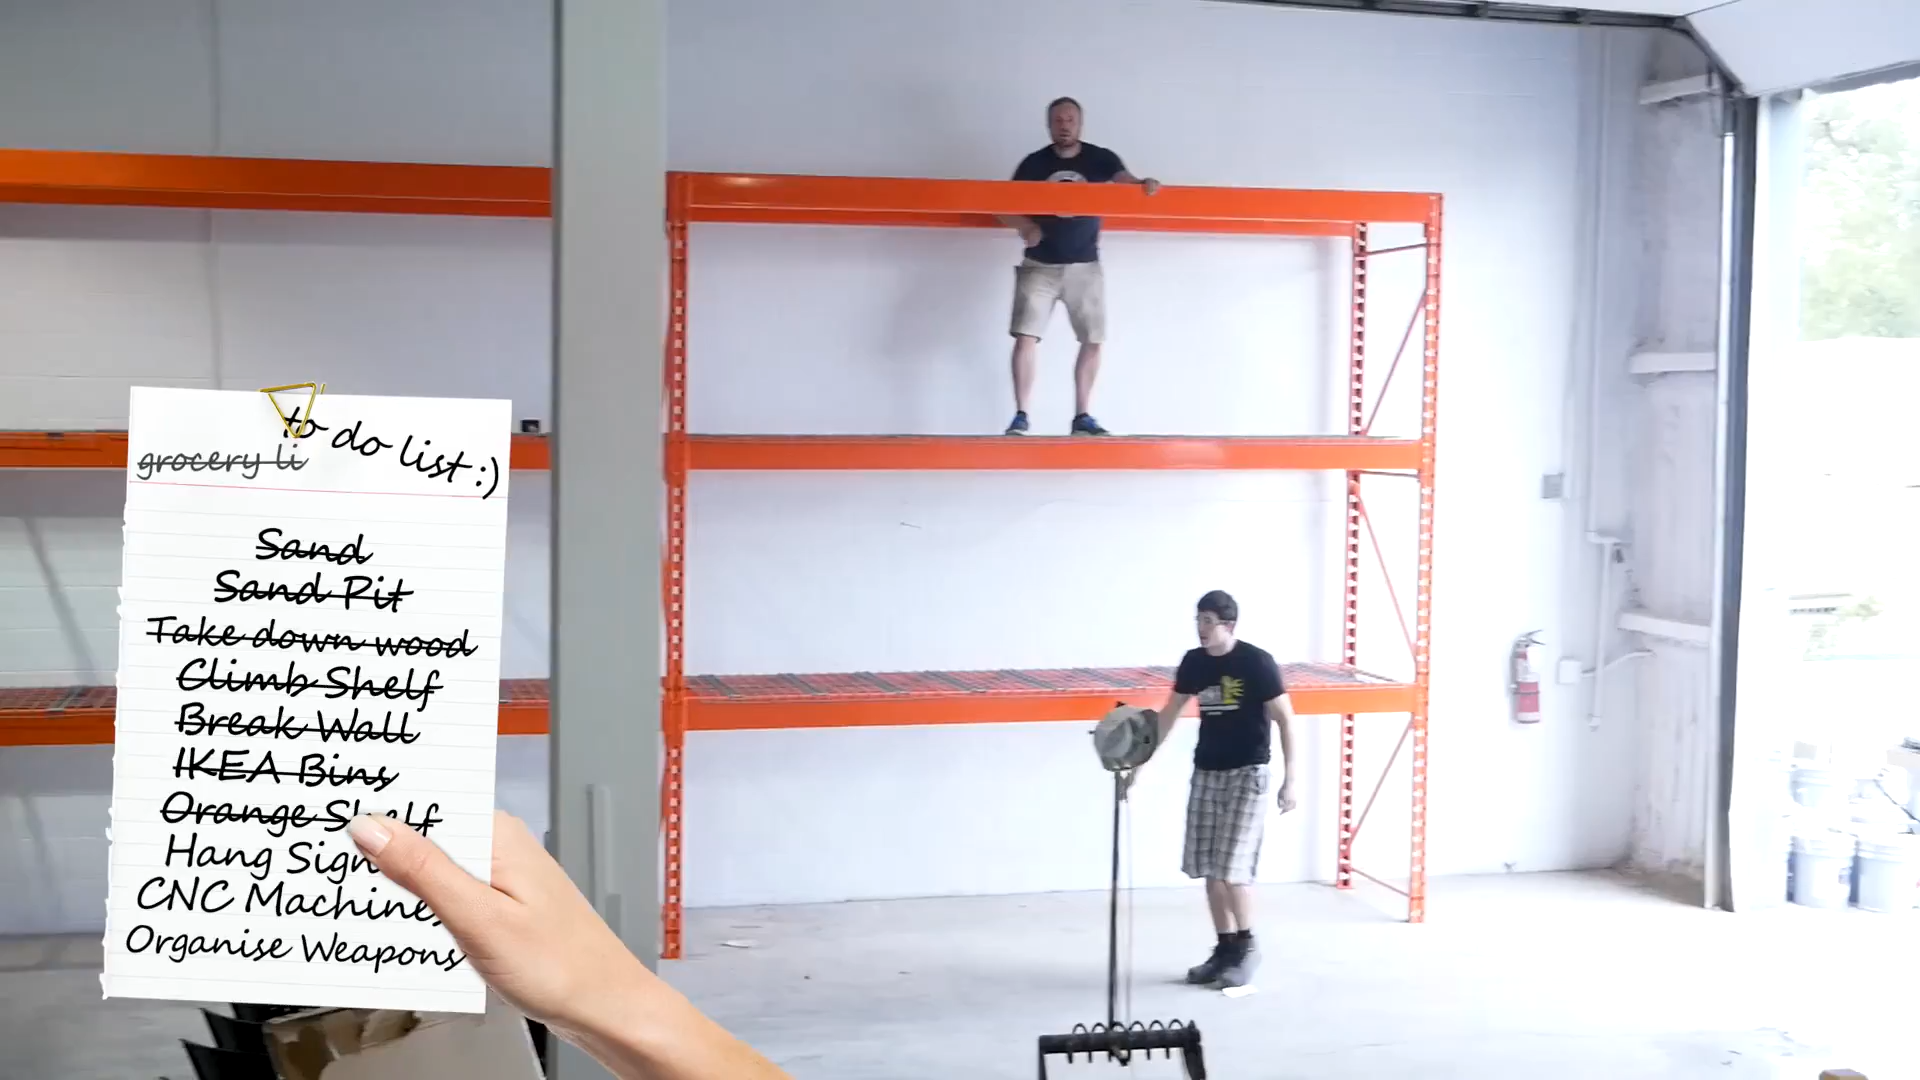 to do list :)
grocery li
Sand
Sand Pit
Take down wood
Climb Shelf
Break Wall
IKEA Bins
Orange Shelf
Hang Sign
CNC Machines
Organise Weapons